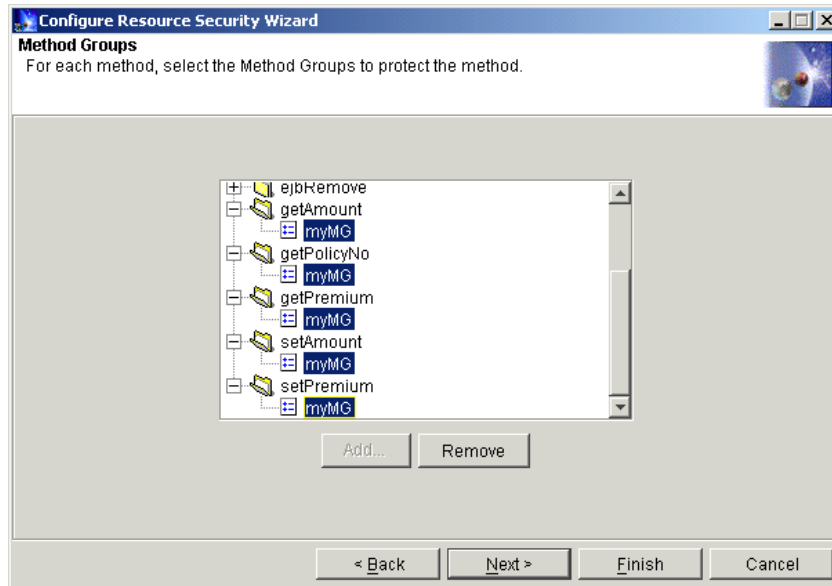 Configure Resource Security Wizard
Method Groups
For each method, select the Method Groups to protect the method.
ejbRemove
getAmount
myMG
getPolicyNo
myMG
getPremium
myMG
setAmount
myMG
setPremium
myMG
Add... Remove
< Back Next > Finish Cancel